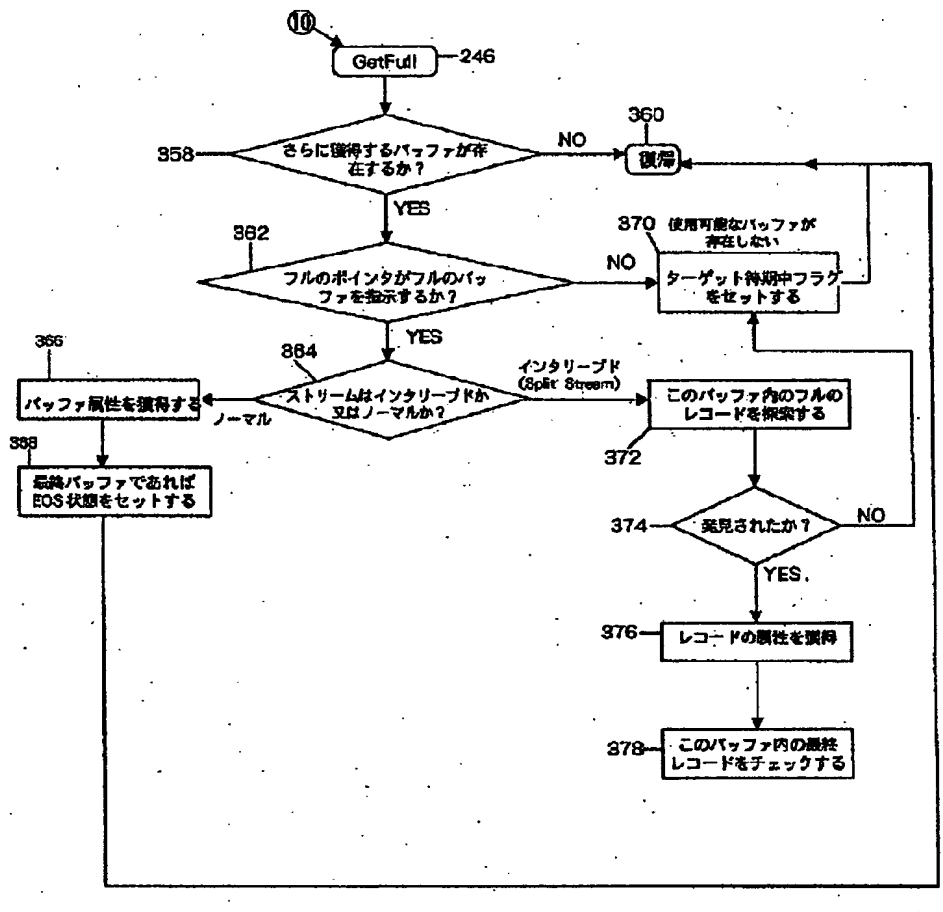 10
GetFull
246
358
さらに獲得するバッファが存
在するか？
NO
360
復帰
YES
362
フルのポインタがフルのバッ
ファを指示するか？
NO
370
使用可能なバッファが
存在しない
ターゲット待期中フラグ
をセットする
YES
364
ストリームはインタリーブドか
又はノーマルか？
366
バッファ属性を獲得する
ノーマル
インタリーブド
(Split Stream)
このバッファ内のフルの
レコードを探索する
372
368
最終バッファであれば
EOS状態をセットする
374
発見されたか？
NO
YES.
376
レコードの属性を獲得
378
このバッファ内の最終
レコードをチェックする